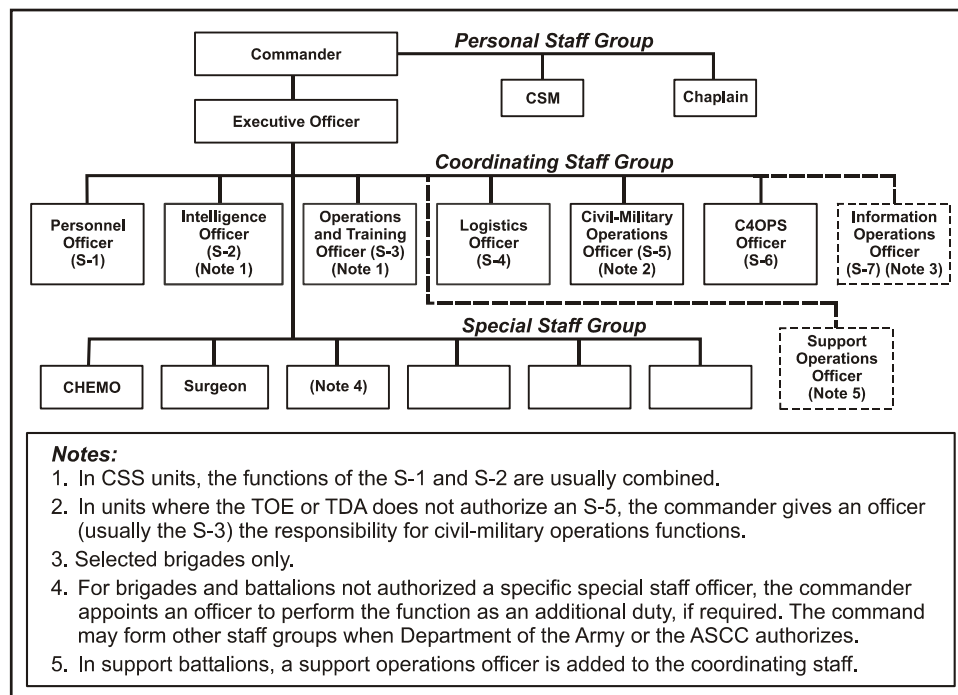 Personal Staff Group
Commander
CSM
Chaplain
Executive Officer
Coordinating Staff Group
Personnel
Officer
(S-1)
Intelligence
Officer
(S-2)
(Note 1)
Operations
and Training
Officer (S-3)
(Note 1)
Logistics
Officer
(S-4)
Civil-Military
Operations
Officer (S-5)
(Note 2)
C4OPS
Officer
(S-6)
Information
Operations
Officer
(S-7) (Note 3)
Special Staff Group
CHEMO
Surgeon
(Note 4)
Support
Operations
Officer
(Note 5)
Notes:
1. In CSS units, the functions of the S-1 and S-2 are usually combined.
2. In units where the TOE or TDA does not authorize an S-5, the commander gives an officer
(usually the S-3) the responsibility for civil-military operations functions.
3. Selected brigades only.
4. For brigades and battalions not authorized a specific special staff officer, the commander
appoints an officer to perform the function as an additional duty, if required. The command
may form other staff groups when Department of the Army or the ASCC authorizes.
5. In support battalions, a support operations officer is added to the coordinating staff.